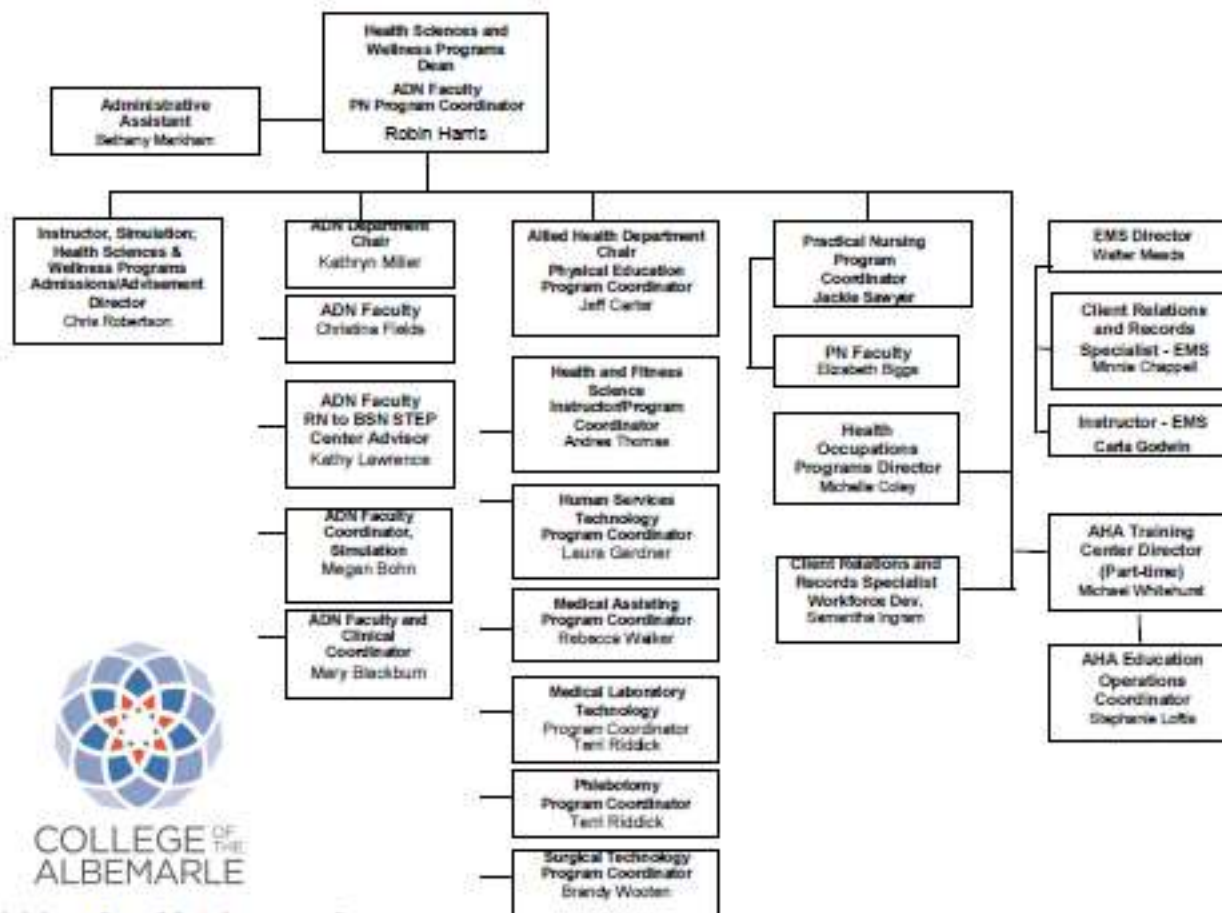 Health Sciences and
Wellness Programs
Dean
ADN Faculty
PN Program Coordinator
Robin Harris
Administrative
Assistant
Bethany Markham
Instructor, Simulation;
Health Sciences &
Wellness Programs
Admissions/Advisement
Director
Chris Robertson
ADN Department
Chair
Kathryn Miller
ADN Faculty
Christina Fields
ADN Faculty
RN to BSN STEP
Center Advisor
Kathy Lawrence
ADN Faculty
Coordinator,
Simulation
Megan Bohn
ADN Faculty and
Clinical
Coordinator
Mary Blackburn
Allied Health Department
Chair
Physical Education
Program Coordinator
Jeff Carter
Health and Fitness
Science
Instructor/Program
Coordinator
Andrea Thomas
Human Services
Technology
Program Coordinator
Laura Gardner
Medical Assisting
Program Coordinator
Rebecca Walker
Medical Laboratory
Technology
Program Coordinator
Terri Riddick
Phlebotomy
Program Coordinator
Terri Riddick
Surgical Technology
Program Coordinator
Brandy Wooten
Practical Nursing
Program
Coordinator
Jackie Sawyer
PN Faculty
Elizabeth Biggs
Health
Occupations
Programs Director
Michelle Coley
Client Relations and
Records Specialist
Workforce Dev.
Samantha Ingram
EMS Director
Walter Meads
Client Relations
and Records
Specialist - EMS
Minnie Chappell
Instructor - EMS
Carla Godwin
AHA Training
Center Director
(Part-time)
Michael Whitehurst
AHA Education
Operations
Coordinator
Stephanie Loftis
COLLEGE OF THE
ALBEMARLE